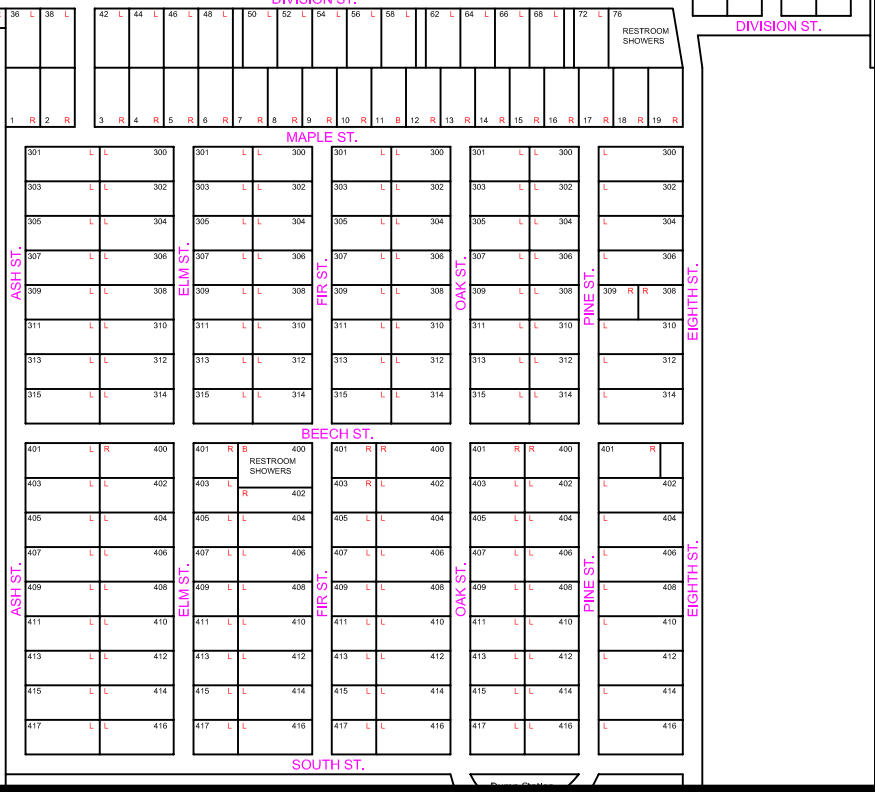 DIVISION ST.
36 L 38 L 42 L 44 L 46 L 48 L 50 L 52 L 54 L 56 L 58 L 62 L 64 L 66 L 68 L 72 L 76
RESTROOM
SHOWERS
DIVISION ST.
1 R 2 R 3 R 4 R 5 R 6 R 7 R 8 R 9 R 10 R 11 B 12 R 13 R 14 R 15 R 16 R 17 R 18 R 19 R
MAPLE ST.
301 L L 300 301 L L 300 301 L L 300 301 L L 300 L 300
303 L L 302 303 L L 302 303 L L 302 303 L L 302 L 302
305 L L 304 305 L L 304 305 L L 304 305 L L 304 L 304
307 L L 306 307 L L 306 307 L L 306 307 L L 306 L 306
309 L L 308 309 L L 308 309 L L 308 309 L L 308 309 R R 308
311 L L 310 311 L L 310 311 L L 310 311 L L 310 L 310
313 L L 312 313 L L 312 313 L L 312 313 L L 312 L 312
315 L L 314 315 L L 314 315 L L 314 315 L L 314 L 314
ASH ST.
ELM ST.
FIR ST.
OAK ST.
PINE ST.
EIGHTH ST.
BEECH ST.
401 L R 400 401 R B 400 401 R R 400 401 R R 400 401 R
RESTROOM
SHOWERS
403 L L 402 403 L R 402 403 R L 402 403 L L 402 L 402
405 L L 404 405 L L 404 405 L L 404 405 L L 404 L 404
407 L L 406 407 L L 406 407 L L 406 407 L L 406 L 406
409 L L 408 409 L L 408 409 L L 408 409 L L 408 L 408
411 L L 410 411 L L 410 411 L L 410 411 L L 410 L 410
413 L L 412 413 L L 412 413 L L 412 413 L L 412 L 412
415 L L 414 415 L L 414 415 L L 414 415 L L 414 L 414
417 L L 416 417 L L 416 417 L L 416 417 L L 416 L 416
ASH ST.
ELM ST.
FIR ST.
OAK ST.
PINE ST.
EIGHTH ST.
SOUTH ST.
Dump Station